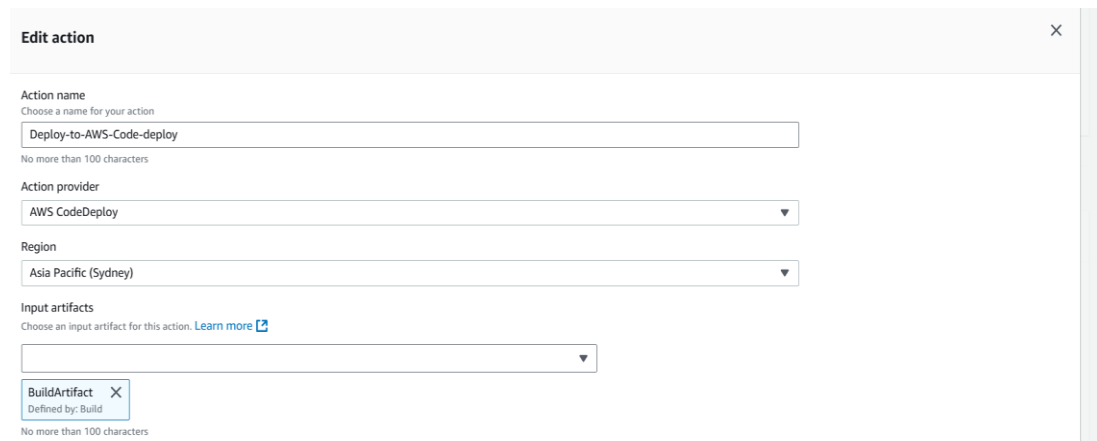 Edit action
Action name
Choose a name for your action
Deploy-to-AWS-Code-deploy
No more than 100 characters
Action provider
AWS CodeDeploy
Region
Asia Pacific (Sydney)
Input artifacts
Choose an input artifact for this action. Learn more
BuildArtifact
Defined by: Build
No more than 100 characters